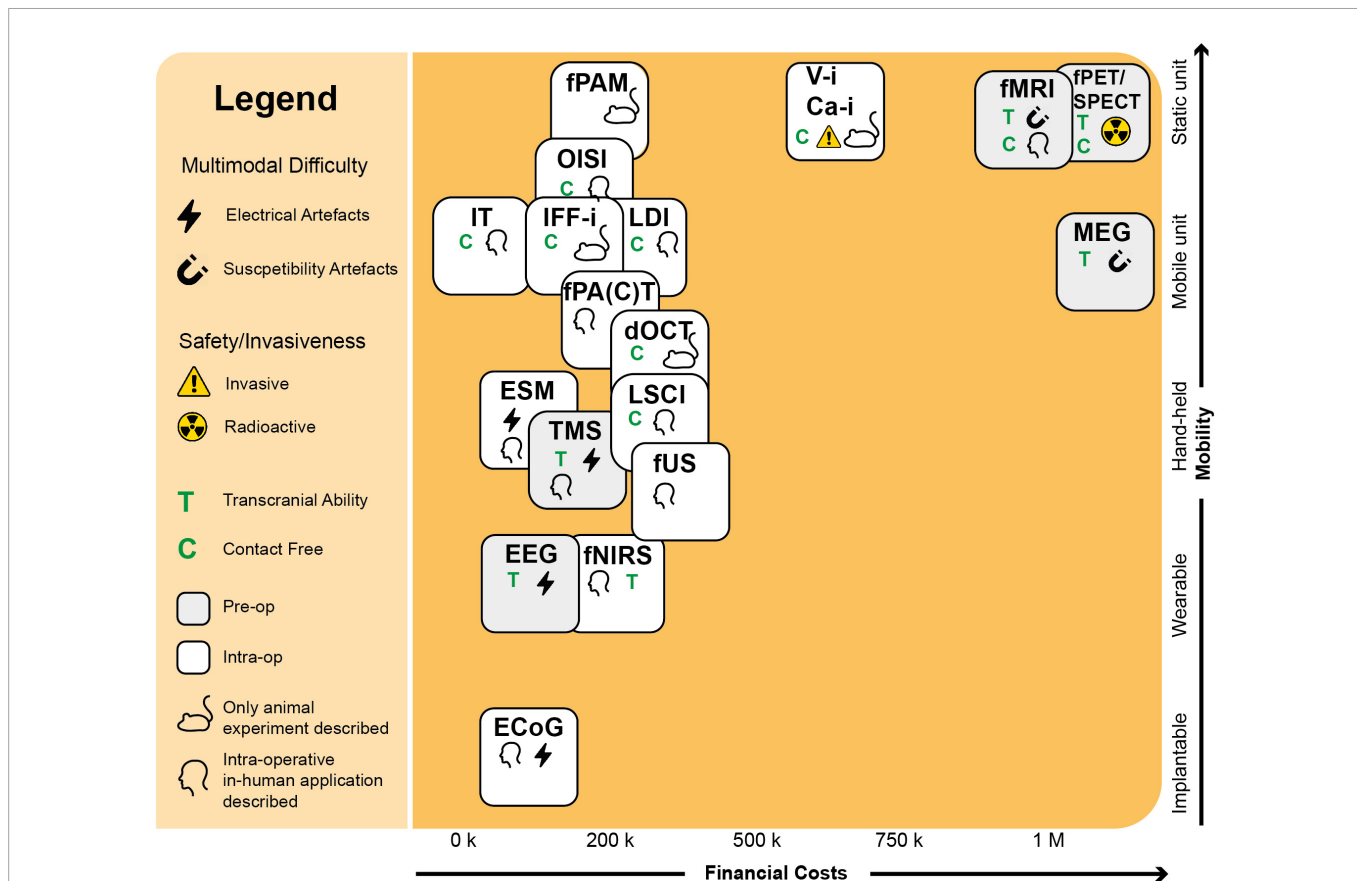 Legend
Multimodal Difficulty
Electrical Artefacts
Suscpetibility Artefacts
Safety/Invasiveness
Invasive
Radioactive
T Transcranial Ability
C Contact Free
Pre-op
Intra-op
Only animal
experiment described
Intra-operative
in-human application
described
fPAM
V-i
Ca-i
C
fMRI
T
C
fPET/
SPECT
T
C
OISI
C
IT
C
IFF-i
C
LDI
C
MEG
T
fPA(C)T
dOCT
C
ESM
LSCI
C
TMS
T
fUS
EEG
T
fNIRS
T
ECoG
Static unit
Mobile unit
Hand-held
Wearable
Implantable
Mobility
0 k
200 k
500 k
750 k
1 M
Financial Costs